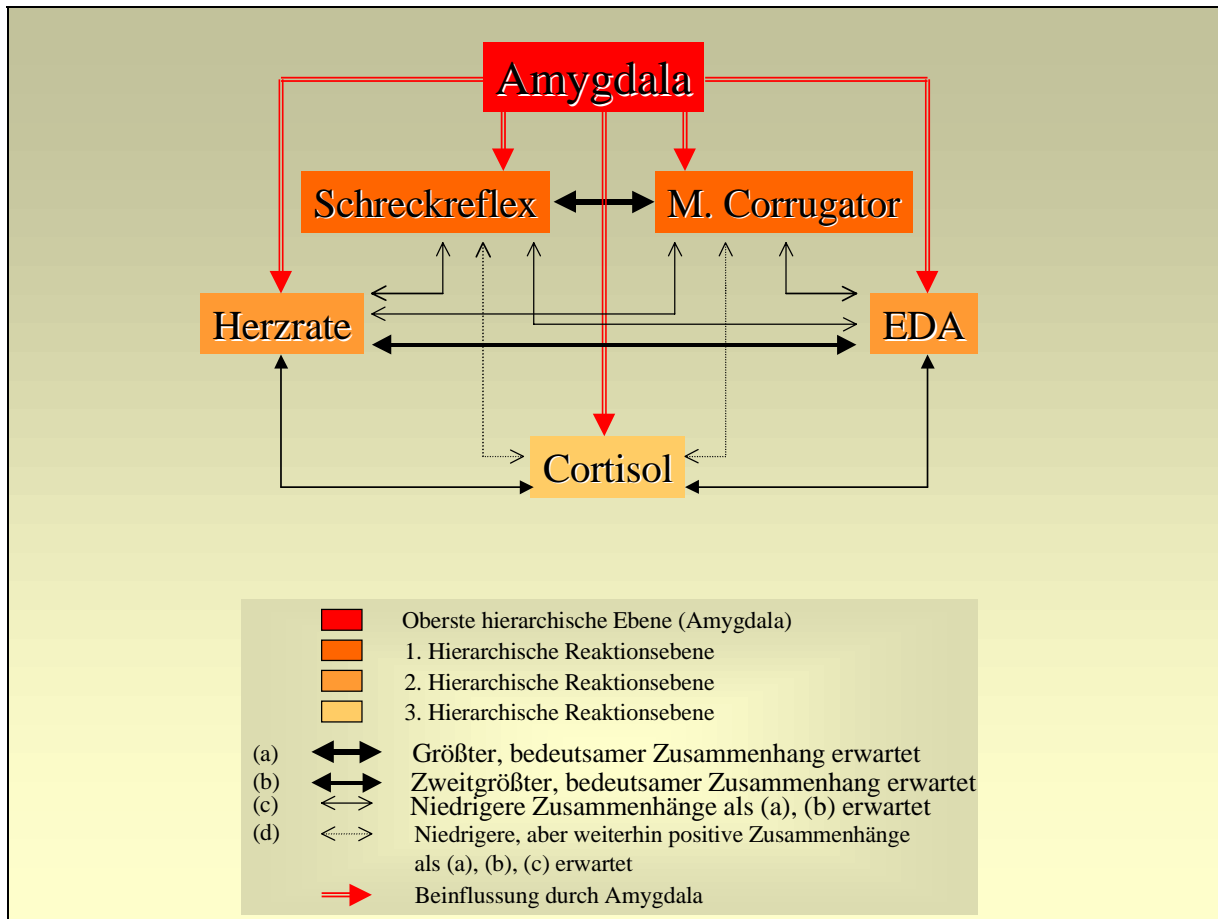 Amygdala
Schreckreflex
M. Corrugator
Herzrate
EDA
Cortisol
Oberste hierarchische Ebene (Amygdala)
1. Hierarchische Reaktionsebene
2. Hierarchische Reaktionsebene
3. Hierarchische Reaktionsebene
(a) Größter, bedeutsamer Zusammenhang erwartet
(b) Zweitgrößter, bedeutsamer Zusammenhang erwartet
(c) Niedrigere Zusammenhänge als (a), (b) erwartet
(d) Niedrigere, aber weiterhin positive Zusammenhänge
als (a), (b), (c) erwartet
Beinflussung durch Amygdala